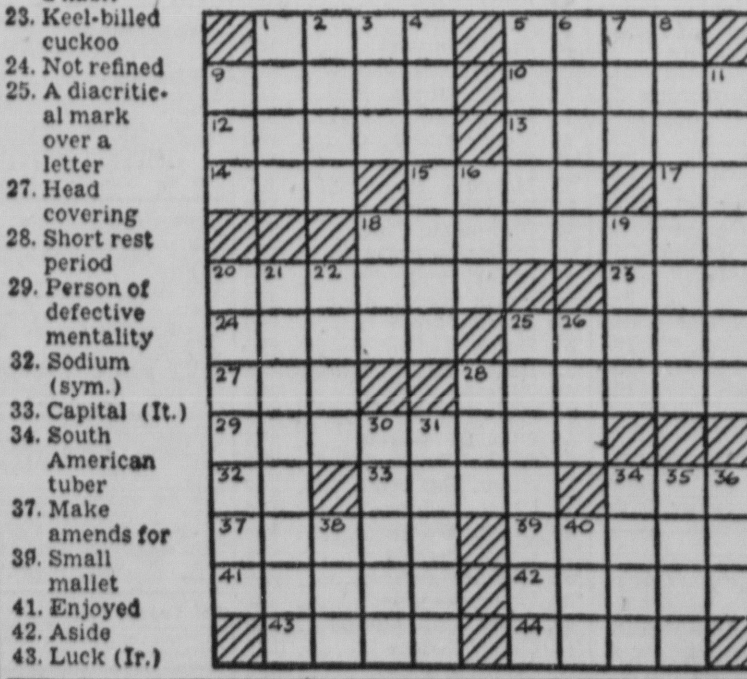 23. Keel-billed
cuckoo
24. Not refined
25. A diacritic-
al mark
over a
letter
27. Head
covering
28. Short rest
period
29. Person of
defective
mentality
32. Sodium
(sym.)
33. Capital (It.)
34. South
American
tuber
37. Make
amends for
39. Small
mallet
41. Enjoyed
42. Aside
43. Luck (Ir.)
1 2 3 4 5 6 7 8
9 10 11
12 13
14 15 16 17
18 19
20 21 22 23
24 25 26
27 28
29 30 31
32 33 34 35 36
37 38 39 40
41 42
43 44